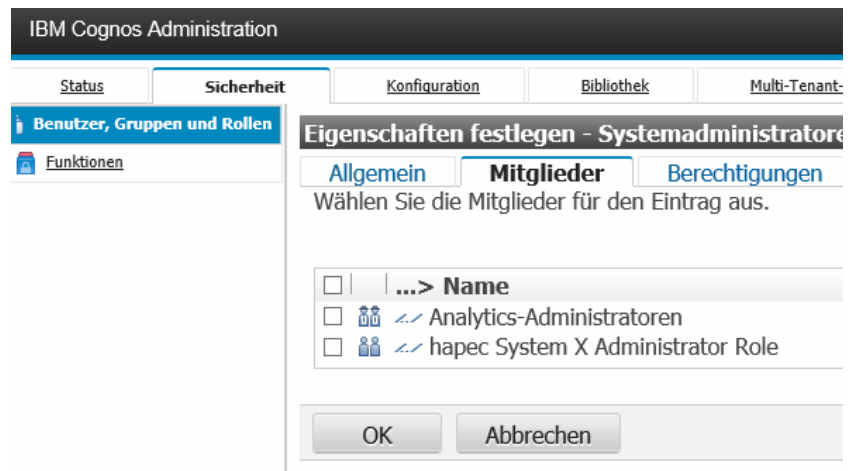 IBM Cognos Administration
Status Sicherheit Konfiguration Bibliothek Multi-Tenant-
Benutzer, Gruppen und Rollen
Funktionen
Eigenschaften festlegen - Systemadministratore
Allgemein Mitglieder Berechtigungen
Wählen Sie die Mitglieder für den Eintrag aus.
...> Name
Analytics-Administratoren
hapec System X Administrator Role
OK Abbrechen